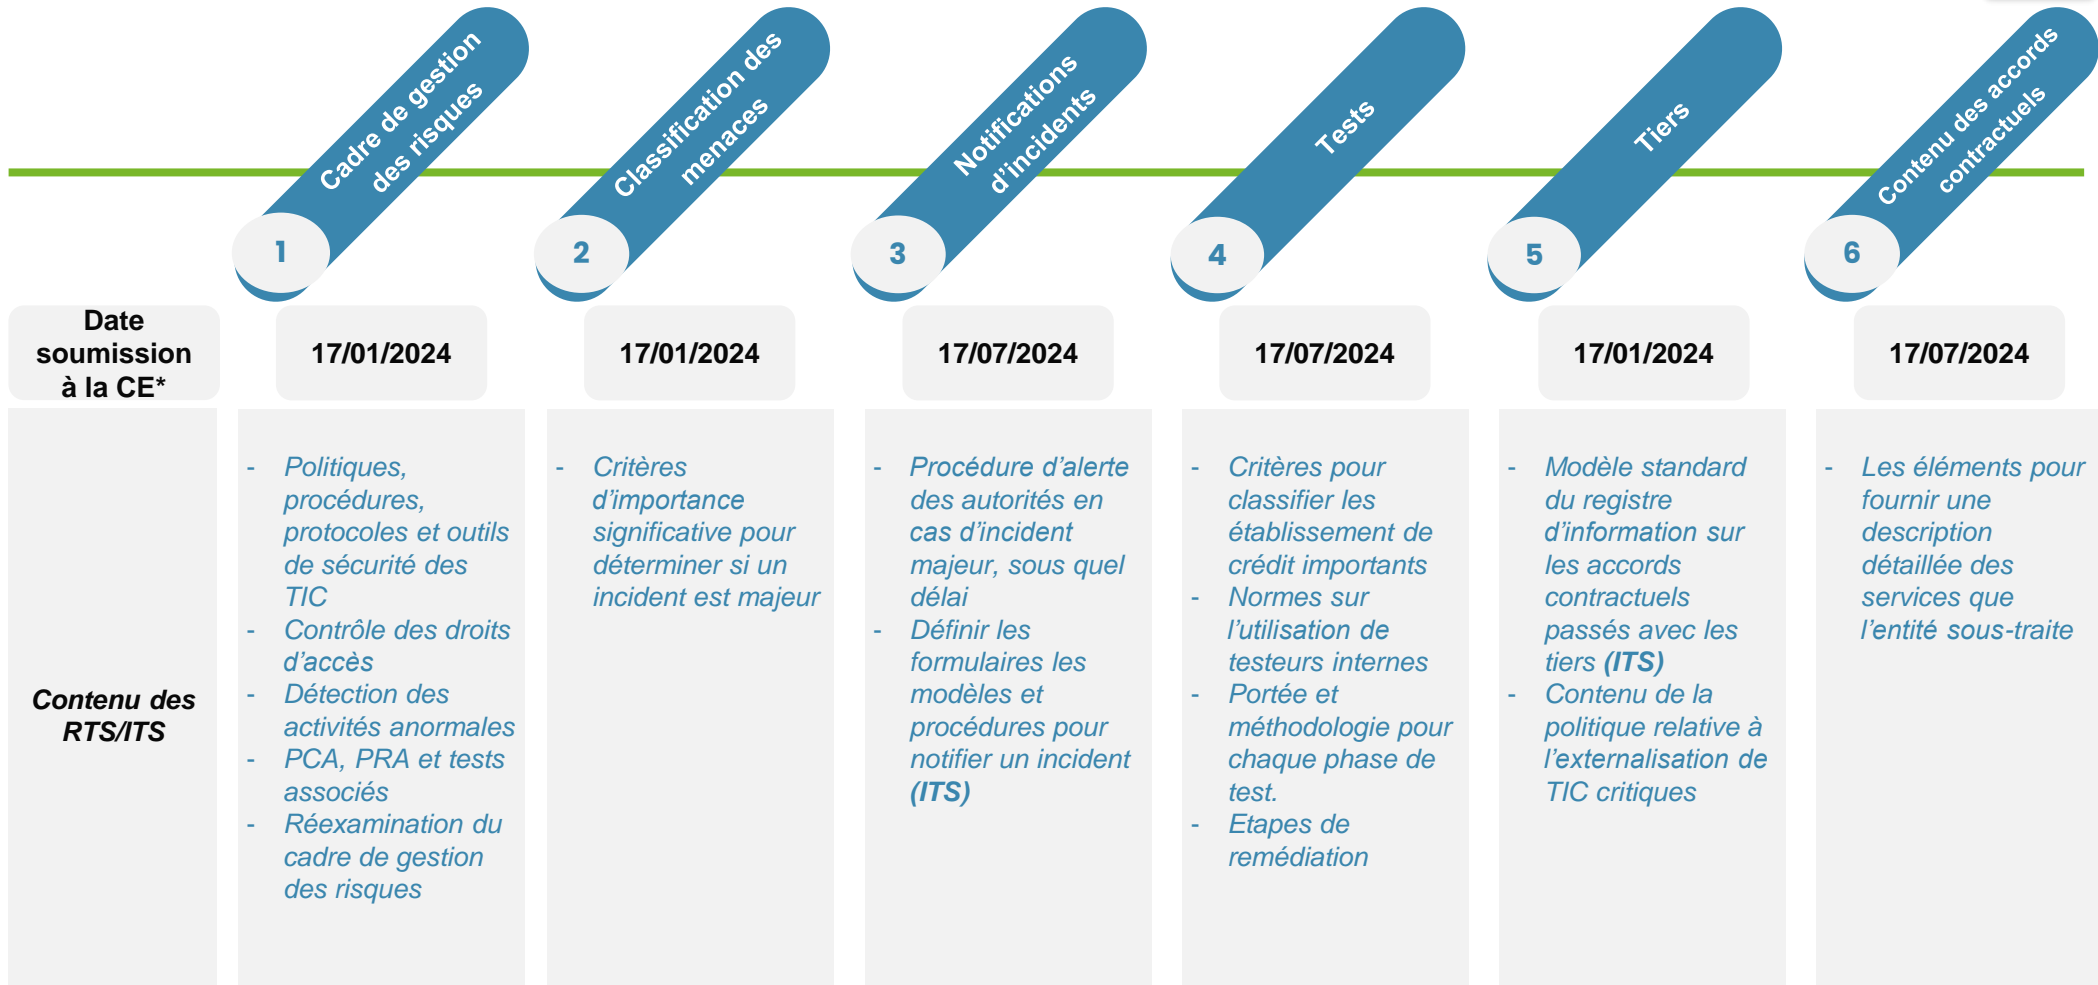 Cadre de gestion
des risques
Classification des
menaces
Notifications
d’incidents
Tests
Tiers
Contenu des accords
contractuels
1
2
3
4
5
6
Date
soumission
à la CE*
17/01/2024
17/01/2024
17/07/2024
17/07/2024
17/01/2024
17/07/2024
Contenu des
RTS/ITS
- Politiques,
procédures,
protocoles et outils
de sécurité des
TIC
- Contrôle des droits
d’accès
- Détection des
activités anormales
- PCA, PRA et tests
associés
- Réexamination du
cadre de gestion
des risques
- Critères
d’importance
significative pour
déterminer si un
incident est majeur
- Procédure d’alerte
des autorités en
cas d’incident
majeur, sous quel
délai
- Définir les
formulaires les
modèles et
procédures pour
notifier un incident
(ITS)
- Critères pour
classifier les
établissement de
crédit importants
- Normes sur
l’utilisation de
testeurs internes
- Portée et
méthodologie pour
chaque phase de
test.
- Etapes de
remédiation
- Modèle standard
du registre
d’information sur
les accords
contractuels
passés avec les
tiers (ITS)
- Contenu de la
politique relative à
l’externalisation de
TIC critiques
- Les éléments pour
fournir une
description
détaillée des
services que
l’entité sous-traite